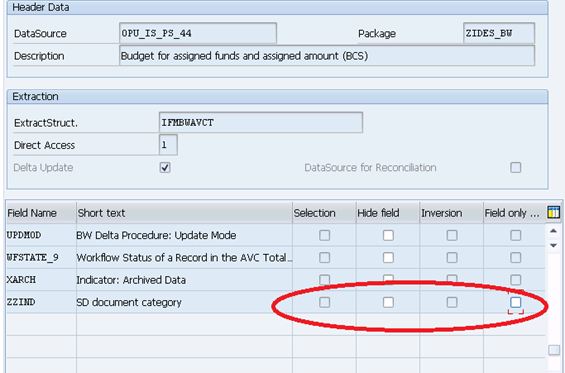 Header Data
DataSource 0PU_IS_PS_44 Package ZIDES_BW
Description Budget for assigned funds and assigned amount (BCS)
Extraction
ExtractStruct. IFMBWAVCT
Direct Access 1
Delta Update DataSource for Reconciliation
Field Name Short text Selection Hide field Inversion Field only ...
UPDMOD BW Delta Procedure: Update Mode
WFSTATE_9 Workflow Status of a Record in the AVC Total...
XARCH Indicator: Archived Data
ZZIND SD document category